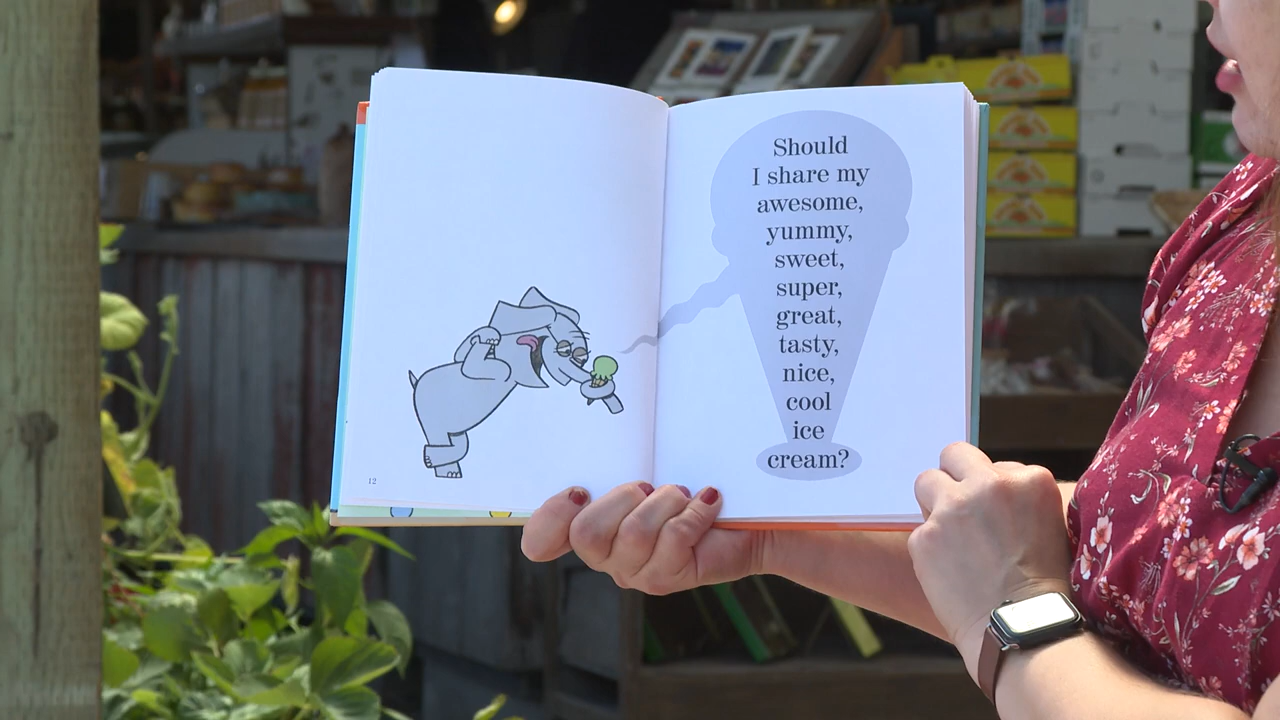 12
Should
I share my
awesome,
yummy,
sweet,
super,
great,
tasty,
nice,
cool
ice
cream?